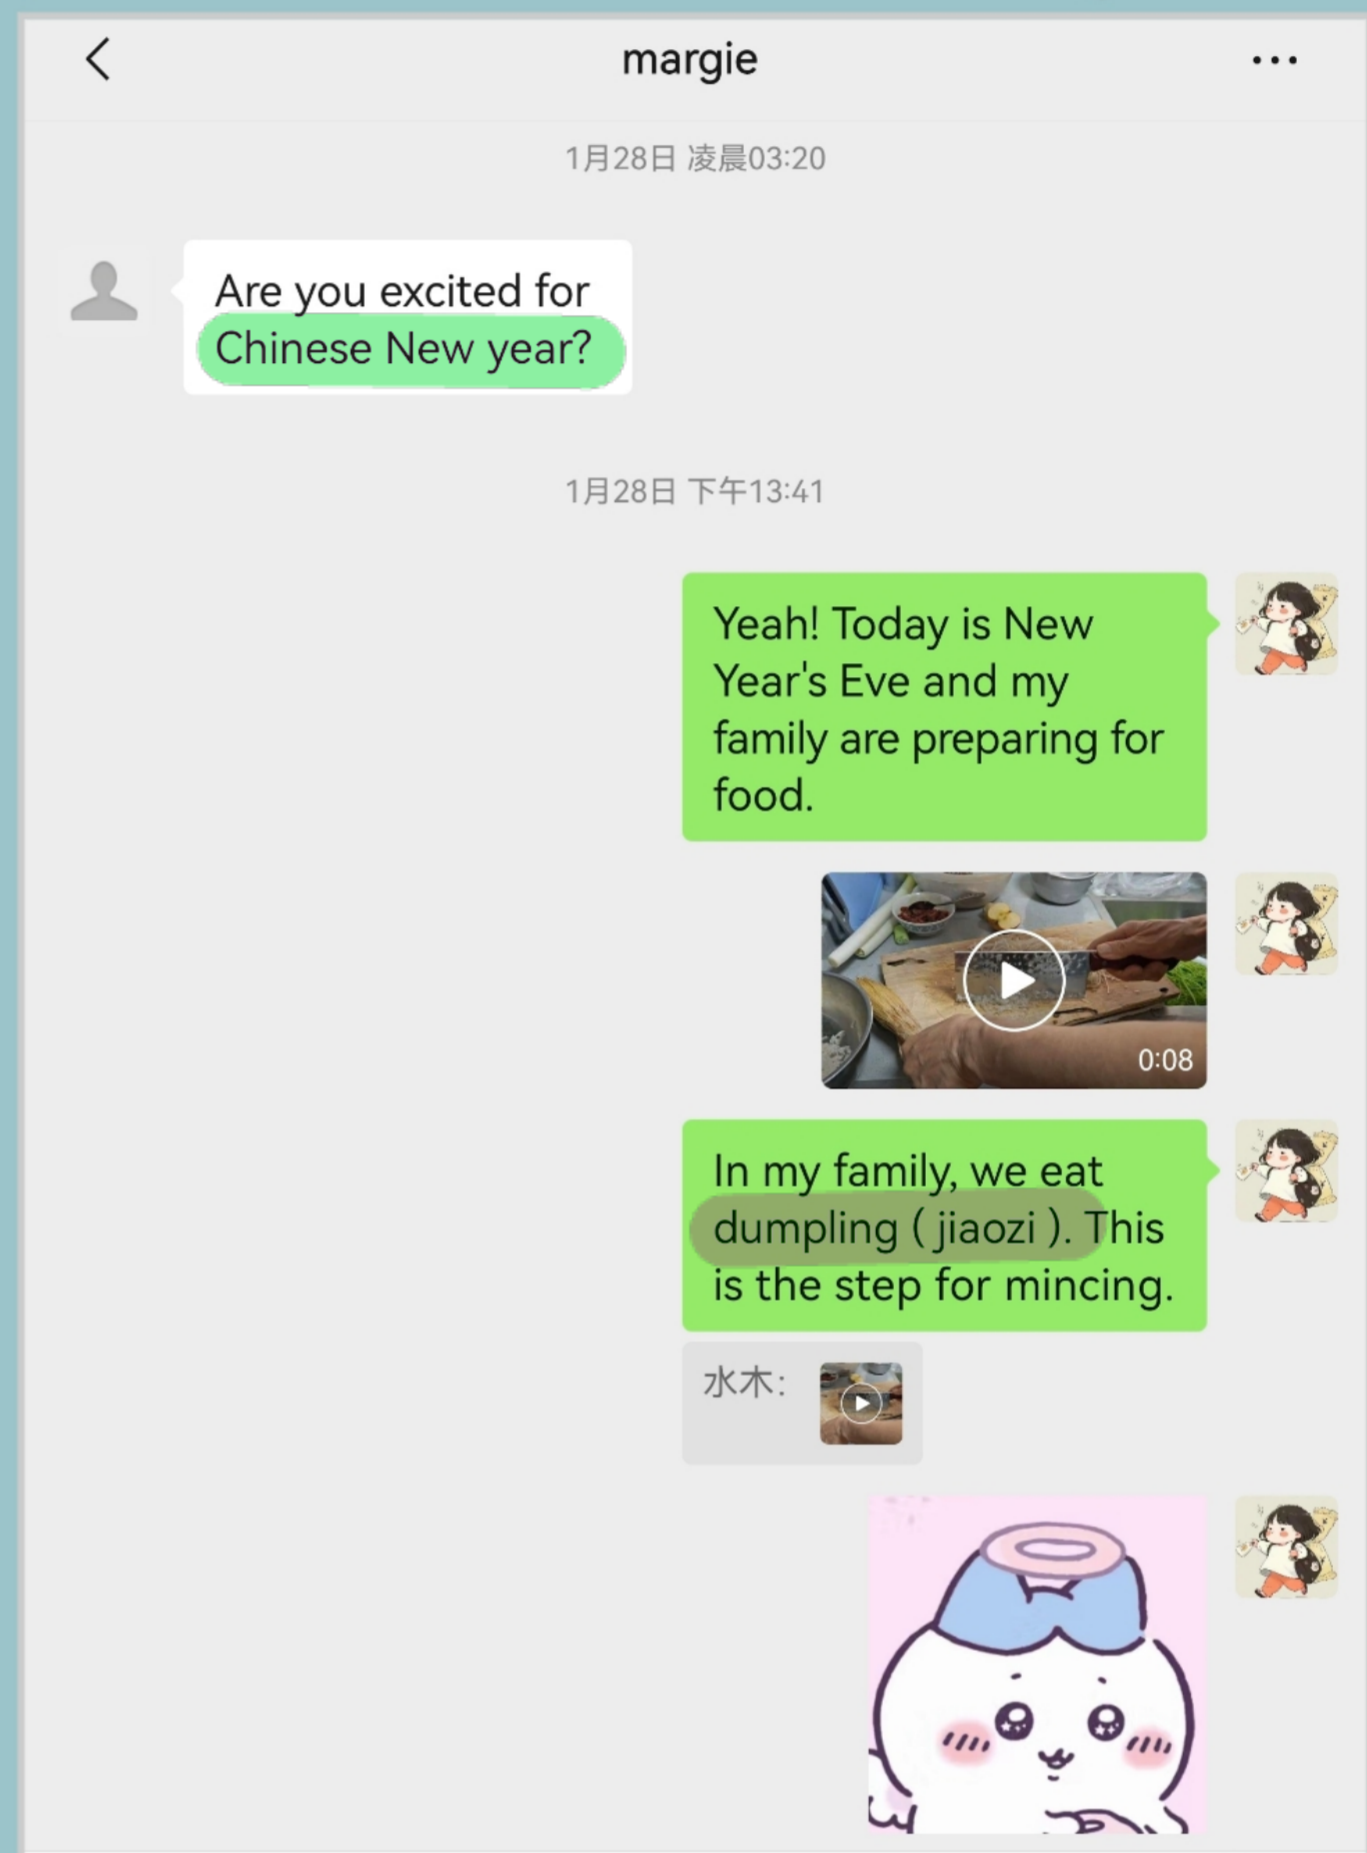 margie
1月28日 凌晨03:20
Are you excited for
Chinese New year?
1月28日 下午13:41
Yeah! Today is New
Year's Eve and my
family are preparing for
food.
0:08
In my family, we eat
dumpling ( jiaozi ). This
is the step for mincing.
水木: